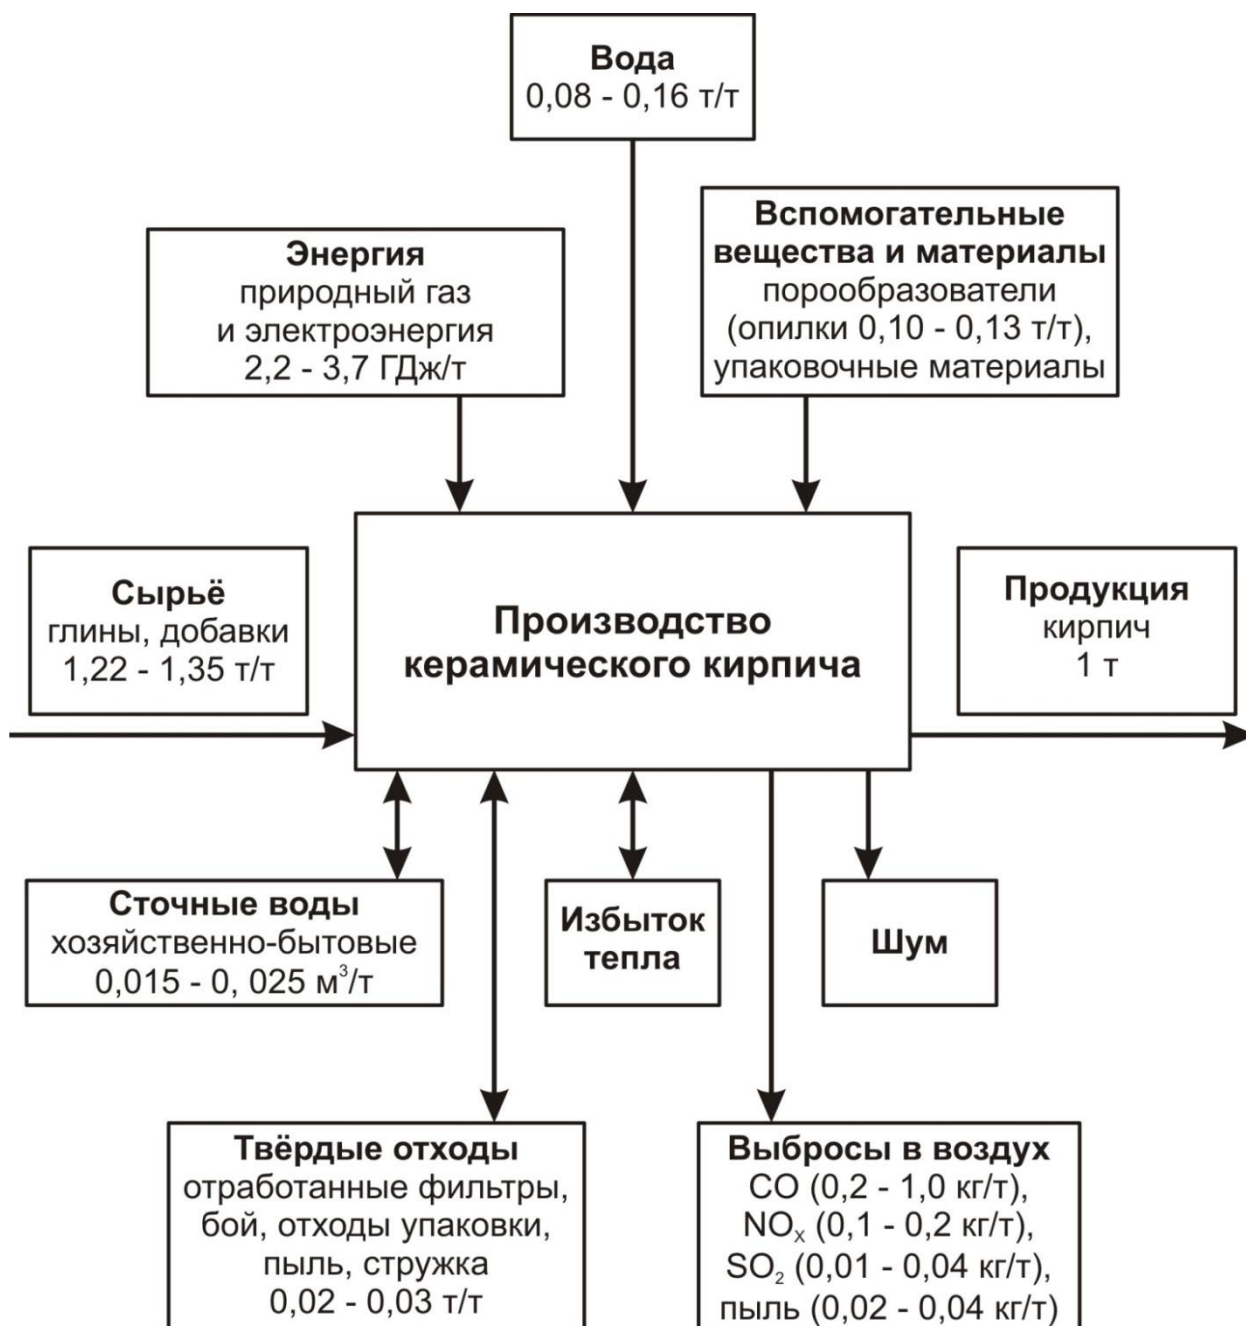 Вода
0,08 - 0,16 т/т
Вспомогательные
вещества и материалы
порообразователи
(опилки 0,10 - 0,13 т/т),
упаковочные материалы
Энергия
природный газ
и электроэнергия
2,2 - 3,7 ГДж/т
Сырьё
глины, добавки
1,22 - 1,35 т/т
Производство
керамического кирпича
Продукция
кирпич
1 т
Сточные воды
хозяйственно-бытовые
0,015 - 0, 025 м³/т
Избыток
тепла
Шум
Твёрдые отходы
отработанные фильтры,
бой, отходы упаковки,
пыль, стружка
0,02 - 0,03 т/т
Выбросы в воздух
CO (0,2 - 1,0 кг/т),
NOₓ (0,1 - 0,2 кг/т),
SO₂ (0,01 - 0,04 кг/т),
пыль (0,02 - 0,04 кг/т)